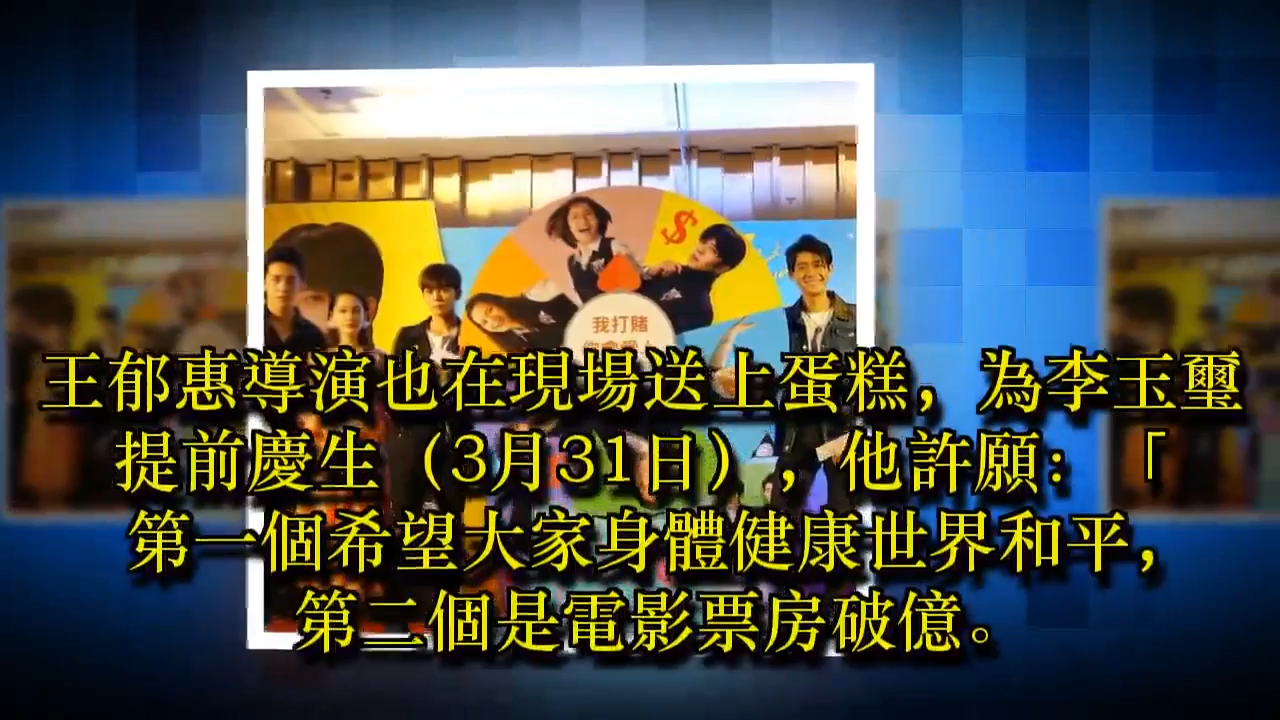 $
我打賭
王郁惠導演也在現場送上蛋糕，為李玉璽
提前慶生（3月31日），他許願：「
第一個希望大家身體健康世界和平，
第二個是電影票房破億。